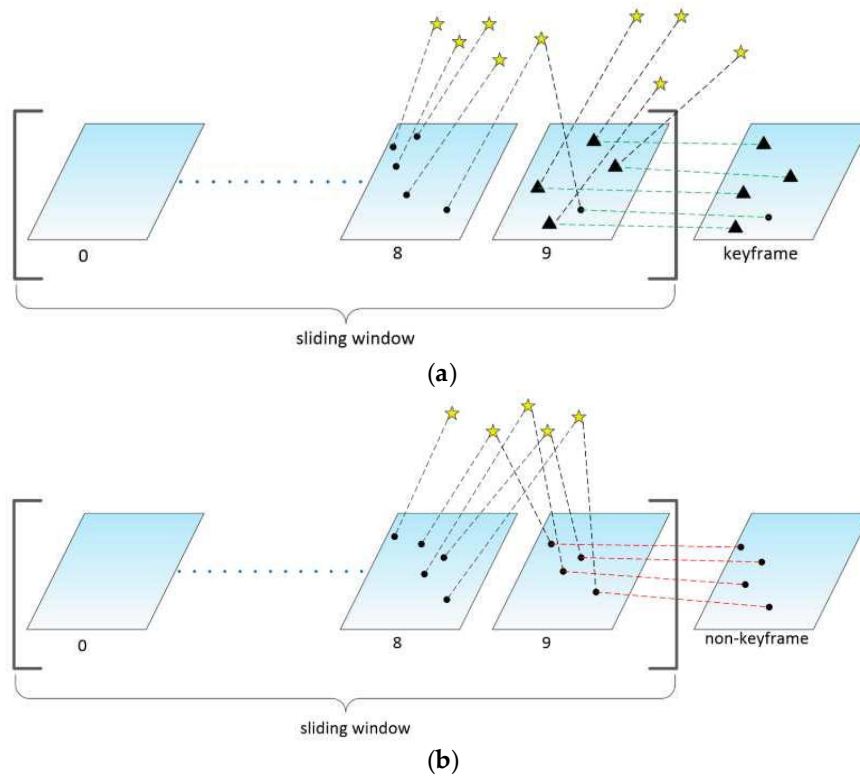 0 8 9 keyframe
sliding window
(a)
0 8 9 non-keyframe
sliding window
(b)